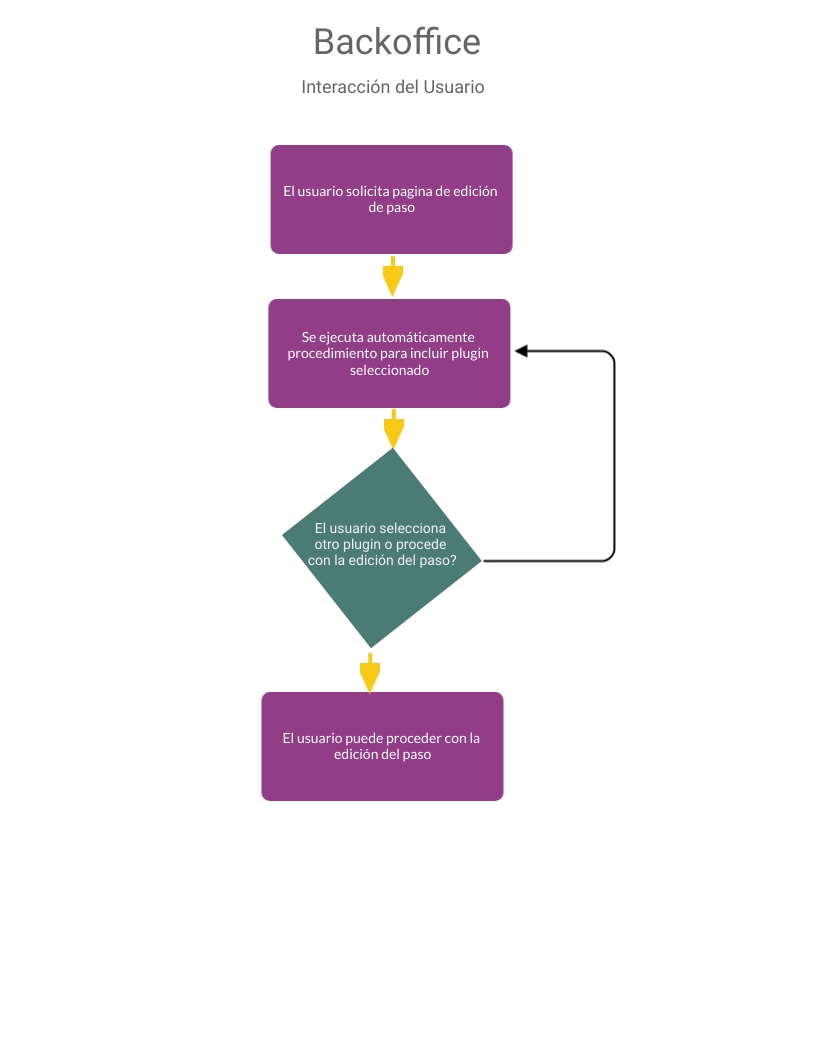 Backoffice
Interacción del Usuario
El usuario solicita pagina de edición
de paso
Se ejecuta automáticamente
procedimiento para incluir plugin
seleccionado
El usuario selecciona
otro plugin o procede
con la edición del paso?
El usuario puede proceder con la
edición del paso